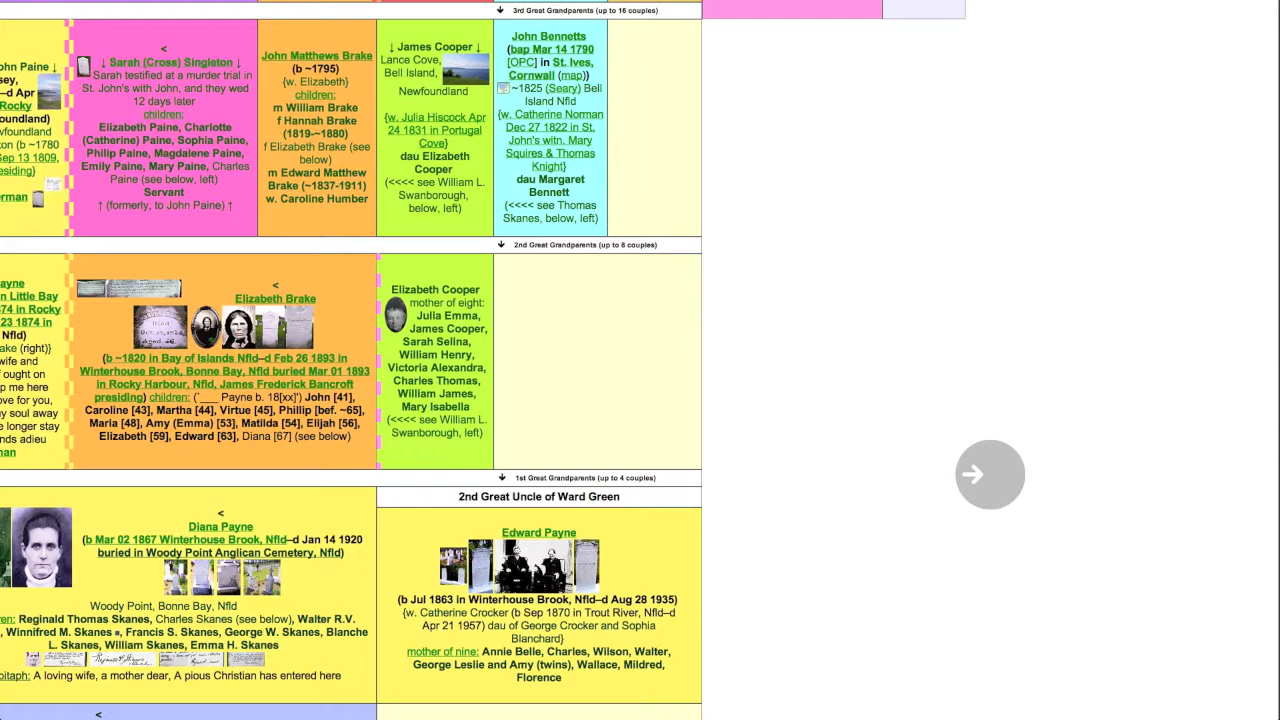 3rd Great Grandparents (up to 16 couples)
ohn Paine ↓
sey,
–d Apr
Rocky
oundland)
wfoundland
ton (b ~1780
Sep 13 1809,
esiding}
erman
<
↓ Sarah (Cross) Singleton ↓
Sarah testified at a murder trial in
St. John's with John, and they wed
12 days later
children:
Elizabeth Paine, Charlotte
(Catherine) Paine, Sophia Paine,
Philip Paine, Magdalene Paine,
Emily Paine, Mary Paine, Charles
Paine (see below, left)
Servant
↑ (formerly, to John Paine) ↑
John Matthews Brake
(b ~1795)
{w. Elizabeth}
children:
m William Brake
f Hannah Brake
(1819-~1880)
f Elizabeth Brake (see
below)
m Edward Matthew
Brake (~1837-1911)
w. Caroline Humber
↓ James Cooper ↓
Lance Cove,
Bell Island,
Newfoundland
{w. Julia Hiscock Apr
24 1831 in Portugal
Cove}
dau Elizabeth
Cooper
(<<<< see William L.
Swanborough,
below, left)
John Bennetts
(bap Mar 14 1790
[OPC] in St. Ives,
Cornwall (map))
~1825 (Seary) Bell
Island Nfld
{w. Catherine Norman
Dec 27 1822 in St.
John's witn. Mary
Squires & Thomas
Knight}
dau Margaret
Bennett
(<<<< see Thomas
Skanes, below, left)
2nd Great Grandparents (up to 8 couples)
ayne
n Little Bay
874 in Rocky
23 1874 in
Nfld)
ake (right)}
wife and
f ought on
p me here
ove for you,
ny soul away
e longer stay
nds adieu
man
<
Elizabeth Brake
(b ~1820 in Bay of Islands Nfld–d Feb 26 1893 in
Winterhouse Brook, Bonne Bay, Nfld buried Mar 01 1893
in Rocky Harbour, Nfld, James Frederick Bancroft
presiding) children: ('___ Payne b. 18[xx]') John [41],
Caroline [43], Martha [44], Virtue [45], Phillip [bef. ~65),
Maria [48], Amy (Emma) [53], Matilda [54], Elijah [56],
Elizabeth [59], Edward [63], Diana [67] (see below)
Elizabeth Cooper
mother of eight:
Julia Emma,
James Cooper,
Sarah Selina,
William Henry,
Victoria Alexandra,
Charles Thomas,
William James,
Mary Isabella
(<<<< see William L.
Swanborough, left)
1st Great Grandparents (up to 4 couples)
<
Diana Payne
(b Mar 02 1867 Winterhouse Brook, Nfld–d Jan 14 1920
buried in Woody Point Anglican Cemetery, Nfld)
Woody Point, Bonne Bay, Nfld
ren: Reginald Thomas Skanes, Charles Skanes (see below), Walter R.V.
, Winnifred M. Skanes, Francis S. Skanes, George W. Skanes, Blanche
L. Skanes, William Skanes, Emma H. Skanes
pitaph: A loving wife, a mother dear, A pious Christian has entered here
2nd Great Uncle of Ward Green
Edward Payne
(b Jul 1863 in Winterhouse Brook, Nfld–d Aug 28 1935)
{w. Catherine Crocker (b Sep 1870 in Trout River, Nfld–d
Apr 21 1957) dau of George Crocker and Sophia
Blanchard}
mother of nine: Annie Belle, Charles, Wilson, Walter,
George Leslie and Amy (twins), Wallace, Mildred,
Florence
<